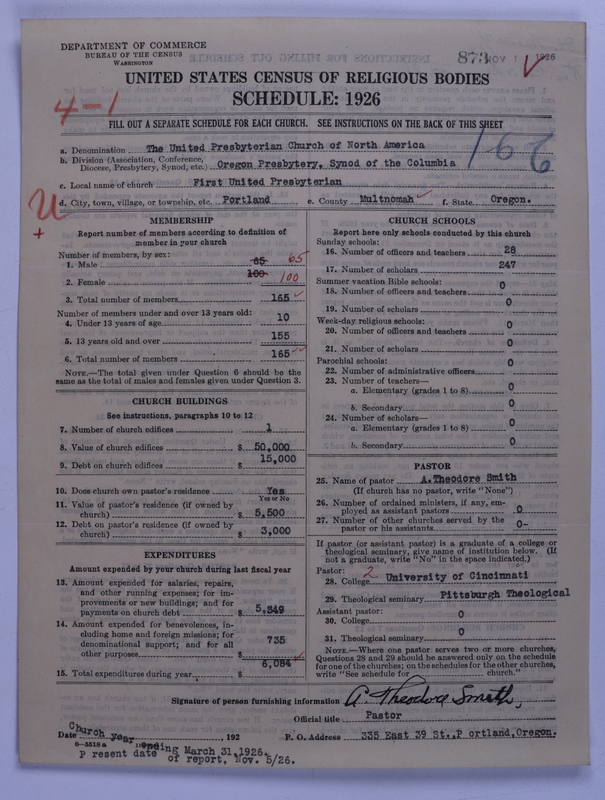 DEPARTMENT OF COMMERCE
BUREAU OF THE CENSUS
WASHINGTON
873 NOV 1 1926
UNITED STATES CENSUS OF RELIGIOUS BODIES
SCHEDULE: 1926
4-1
FILL OUT A SEPARATE SCHEDULE FOR EACH CHURCH. SEE INSTRUCTIONS ON THE BACK OF THIS SHEET
a. Denomination The United Presbyterian Church of North America
b. Division (Association, Conference, Diocese, Presbytery, Synod, etc.) Oregon Presbytery, Synod of the Columbia
c. Local name of church First United Presbyterian
d. City, town, village, or township, etc. Portland e. County Multnomah f. State Oregon.
MEMBERSHIP
Report number of members according to definition of
member in your church
Number of members, by sex:
1. Male 65 65
2. Female 100 100
3. Total number of members 165
Number of members under and over 13 years old:
4. Under 13 years of age 10
5. 13 years old and over 155
6. Total number of members 165
NOTE.—The total given under Question 6 should be
same as the total of males and females given under Question 3.
CHURCH BUILDINGS
See instructions, paragraphs 10 to 12
7. Number of church edifices 1
8. Value of church edifices $ 50,000
9. Debt on church edifices $ 15,000
10. Does church own pastor's residence Yes
Yes or No
11. Value of pastor's residence (if owned by
church) $ 5,500
12. Debt on pastor's residence (if owned by
church) $ 3,000
EXPENDITURES
Amount expended by your church during last fiscal year
13. Amount expended for salaries, repairs,
and other running expenses; for im-
provements or new buildings; and for
payments on church debt $ 5,349
14. Amount expended for benevolences, in-
cluding home and foreign missions; for
denominational support; and for all
other purposes $ 735
15. Total expenditures during year $ 6,084
CHURCH SCHOOLS
Report here only schools conducted by this church
Sunday schools:
16. Number of officers and teachers 28
17. Number of scholars 247
Summer vacation Bible schools:
18. Number of officers and teachers 0
19. Number of scholars 0
Week-day religious schools:
20. Number of officers and teachers 0
21. Number of scholars 0
Parochial schools:
22. Number of administrative officers 0
23. Number of teachers—
a. Elementary (grades 1 to 8) 0
b. Secondary 0
24. Number of scholars—
a. Elementary (grades 1 to 8) 0
b. Secondary 0
PASTOR
25. Name of pastor A.Theodore Smith
(If church has no pastor, write "None")
26. Number of ordained ministers, if any, em-
ployed as assistant pastors 0
27. Number of other churches served by the
pastor or his assistants 0-
If pastor (or assistant pastor) is a graduate of a college or
theological seminary, give name of institution below. (If
not a graduate, write "No" in the space indicated.)
Pastor:
28. College 2 University of Cincinnati
29. Theological seminary Pittsburgh Theological
Assistant pastor:
30. College 0
31. Theological seminary 0
NOTE.—Where one pastor serves two or more churches,
Questions 28 and 29 should be answered only on the schedule
for one of the churches; on the schedules for the other churches,
write "See schedule for church."
Signature of person furnishing information A. Theodore Smith,
Official title Pastor
Date Church year ending March 31,1926. , 192 P. O. Address 335 East 39 St.,P ortland,Oregon.
8—5518a
P resent date of report, Nov. 5/26.